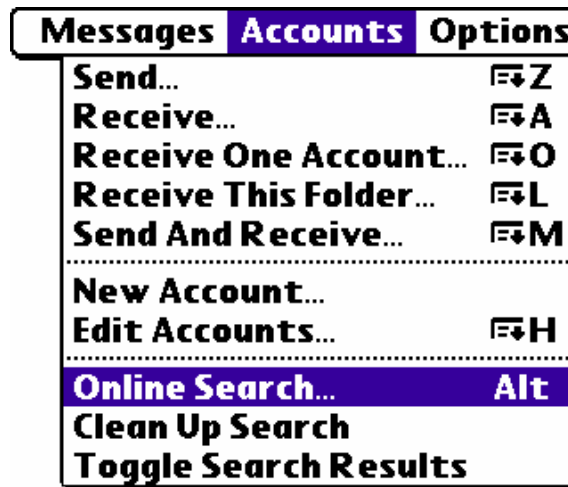 Messages Accounts Options
Send... Z
Receive... A
Receive One Account... O
Receive This Folder... L
Send And Receive... M
New Account...
Edit Accounts... H
Online Search... Alt
Clean Up Search
Toggle Search Results